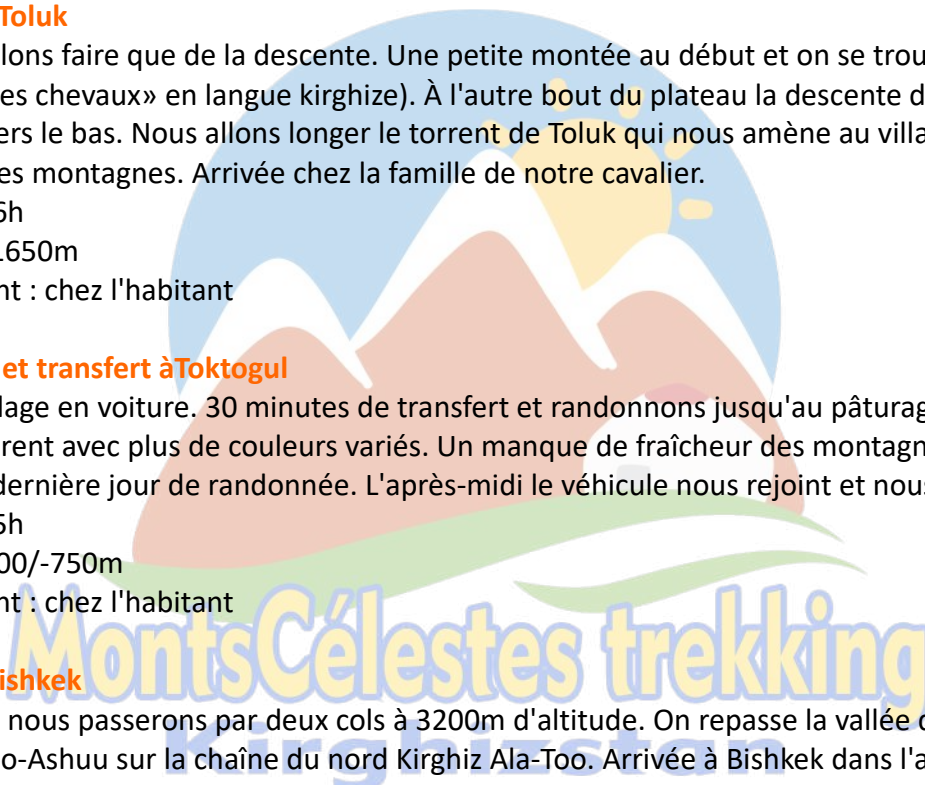 Toluk
lons faire que de la descente. Une petite montée au début et on se trou
es chevaux» en langue kirghize). À l'autre bout du plateau la descente d
ers le bas. Nous allons longer le torrent de Toluk qui nous amène au villa
es montagnes. Arrivée chez la famille de notre cavalier.
6h
1650m
nt : chez l'habitant
et transfert àToktogul
lage en voiture. 30 minutes de transfert et randonnons jusqu'au pâturag
rent avec plus de couleurs variés. Un manque de fraîcheur des montagn
dernière jour de randonnée. L'après-midi le véhicule nous rejoint et nous
5h
00/-750m
nt : chez l'habitant
MontsCélestes trekking
ishkek
nous passerons par deux cols à 3200m d'altitude. On repasse la vallée d
Kirghizstan
o-Ashuu sur la chaîne du nord Kirghiz Ala-Too. Arrivée à Bishkek dans l'a